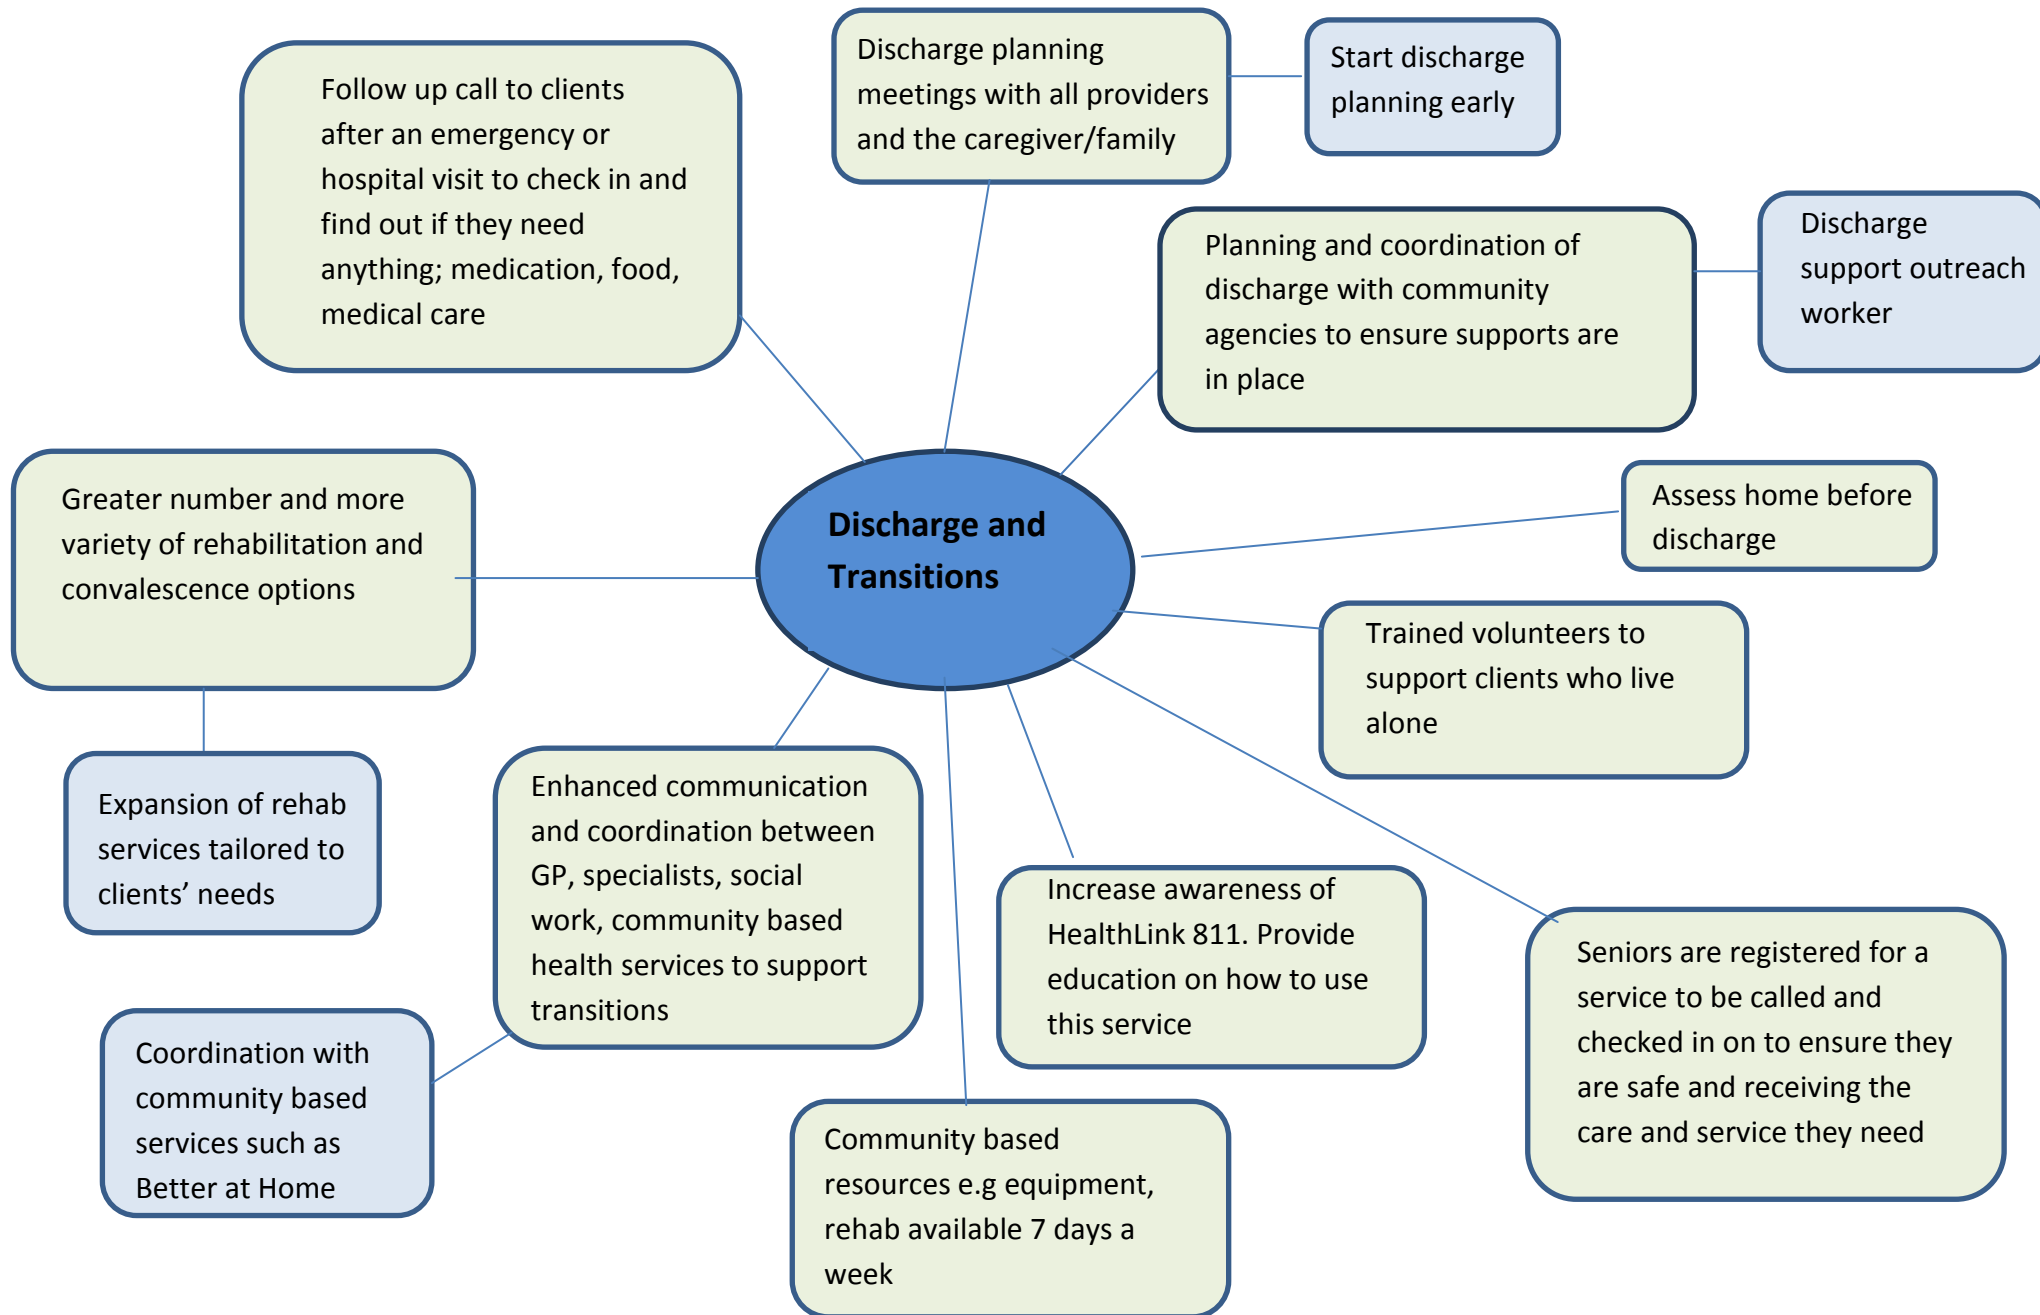 Follow up call to clients
after an emergency or
hospital visit to check in and
find out if they need
anything; medication, food,
medical care
Discharge planning
meetings with all providers
and the caregiver/family
Start discharge
planning early
Planning and coordination of
discharge with community
agencies to ensure supports are
in place
Discharge
support outreach
worker
Greater number and more
variety of rehabilitation and
convalescence options
Discharge and
Transitions
Assess home before
discharge
Trained volunteers to
support clients who live
alone
Expansion of rehab
services tailored to
clients’ needs
Enhanced communication
and coordination between
GP, specialists, social
work, community based
health services to support
transitions
Increase awareness of
HealthLink 811. Provide
education on how to use
this service
Seniors are registered for a
service to be called and
checked in on to ensure they
are safe and receiving the
care and service they need
Coordination with
community based
services such as
Better at Home
Community based
resources e.g equipment,
rehab available 7 days a
week